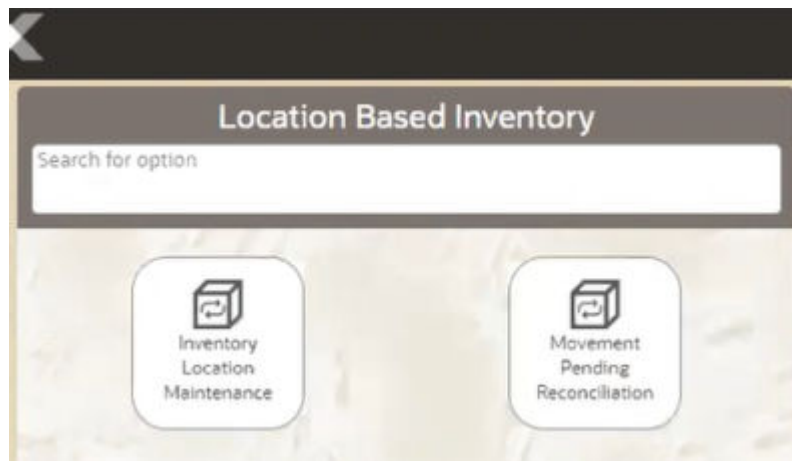 Location Based Inventory
Search for option
Inventory
Location
Maintenance
Movement
Pending
Reconciliation